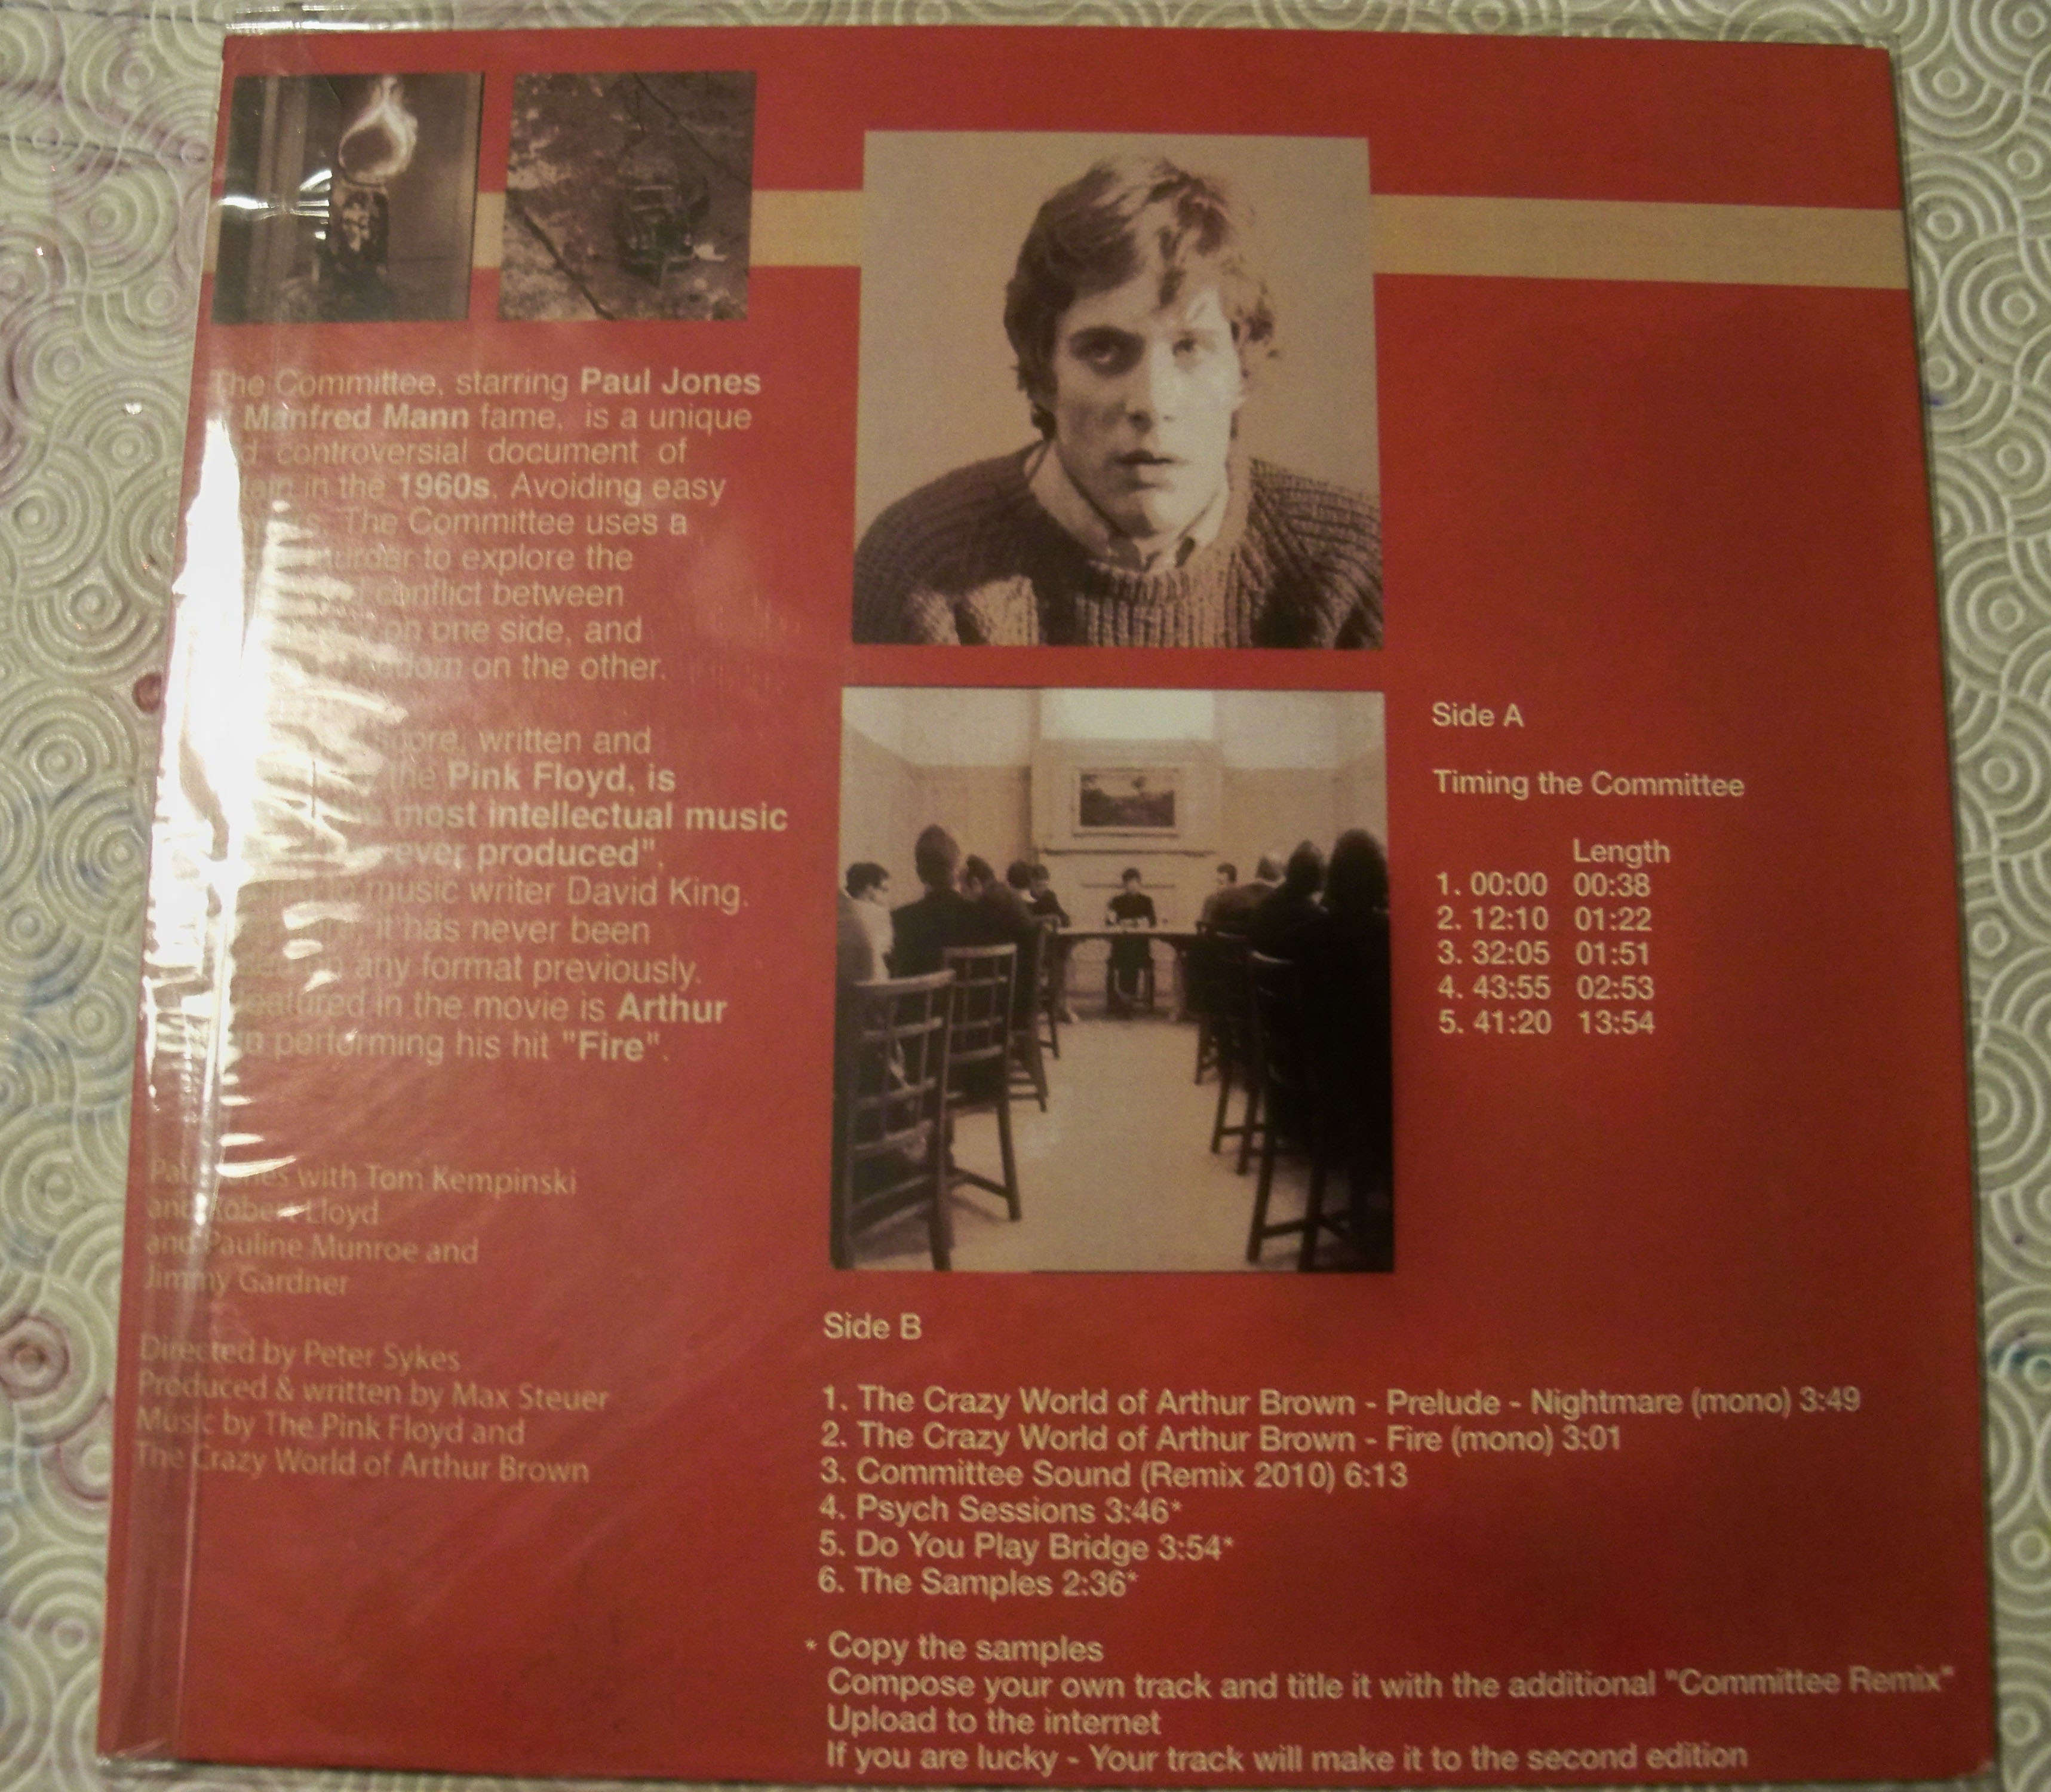 The Committee, starring Paul Jones
Manfred Mann fame, is a unique
controversial document of
in the 1960s. Avoiding easy
The Committee uses a
murder to explore the
conflict between
on one side, and
on the other.
score, written and
the Pink Floyd, is
most intellectual music
ever produced",
music writer David King.
it has never been
any format previously.
featured in the movie is Arthur
performing his hit "Fire".
Paul Jones with Tom Kempinski
and Robert Lloyd
and Pauline Munroe and
Jimmy Gardner
Directed by Peter Sykes
Produced & written by Max Steuer
Music by The Pink Floyd and
The Crazy World of Arthur Brown
Side A
Timing the Committee
Length
1. 00:00 00:38
2. 12:10 01:22
3. 32:05 01:51
4. 43:55 02:53
5. 41:20 13:54
Side B
1. The Crazy World of Arthur Brown - Prelude - Nightmare (mono) 3:49
2. The Crazy World of Arthur Brown - Fire (mono) 3:01
3. Committee Sound (Remix 2010) 6:13
4. Psych Sessions 3:46*
5. Do You Play Bridge 3:54*
6. The Samples 2:36*
* Copy the samples
Compose your own track and title it with the additional "Committee Remix"
Upload to the internet
If you are lucky - Your track will make it to the second edition